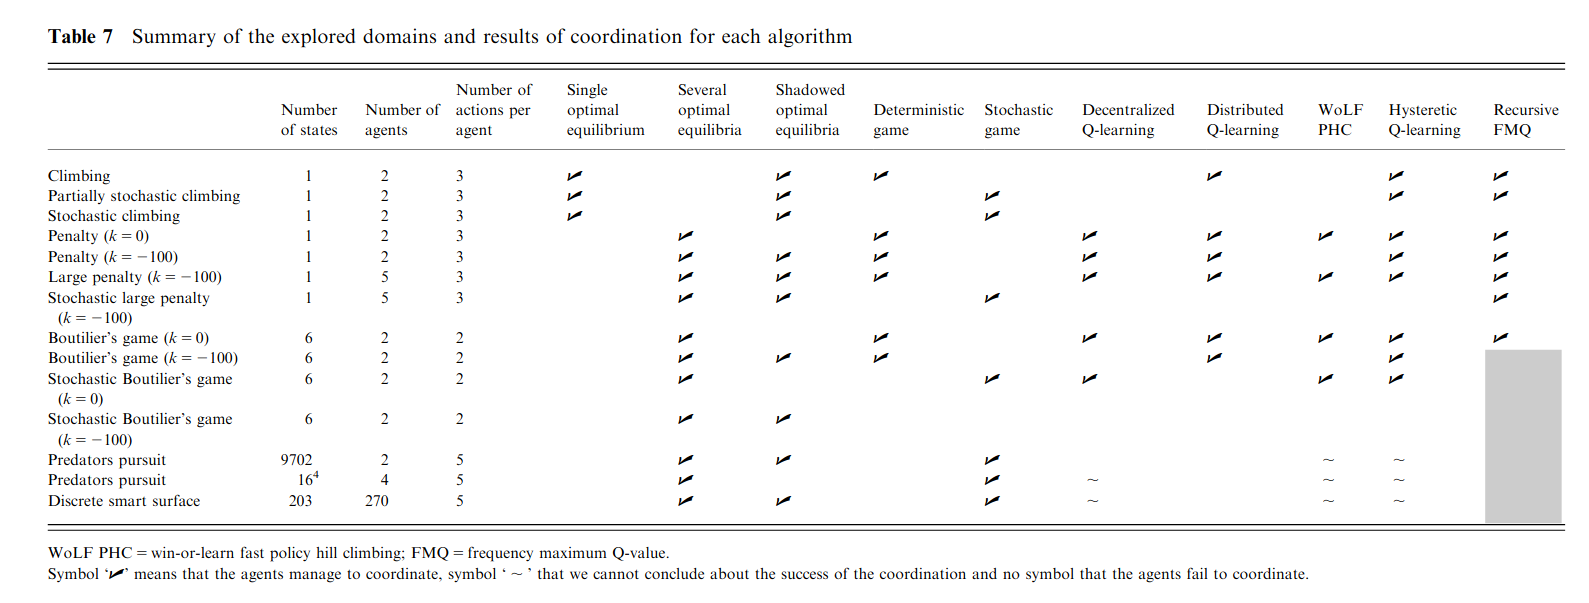 Table 7 Summary of the explored domains and results of coordination for each algorithm
Number of states Number of agents Number of actions per agent Single optimal equilibrium Several optimal equilibria Shadowed optimal equilibria Deterministic game Stochastic game Decentralized Q-learning Distributed Q-learning WoLF PHC Hysteretic Q-learning Recursive FMQ
Climbing 1 2 3 ✓ ✓ ✓ ✓ ✓ ✓
Partially stochastic climbing 1 2 3 ✓ ✓ ✓ ✓ ✓
Stochastic climbing 1 2 3 ✓ ✓ ✓
Penalty (k = 0) 1 2 3 ✓ ✓ ✓ ✓ ✓ ✓ ✓
Penalty (k = −100) 1 2 3 ✓ ✓ ✓ ✓ ✓ ✓ ✓
Large penalty (k = −100) 1 5 3 ✓ ✓ ✓ ✓ ✓ ✓ ✓ ✓
Stochastic large penalty 1 5 3 ✓ ✓ ✓ ✓
(k = −100)
Boutilier's game (k = 0) 6 2 2 ✓ ✓ ✓ ✓ ✓ ✓ ✓
Boutilier's game (k = −100) 6 2 2 ✓ ✓ ✓ ✓ ✓
Stochastic Boutilier's game 6 2 2 ✓ ✓ ✓ ✓ ✓
(k = 0)
Stochastic Boutilier's game 6 2 2 ✓ ✓
(k = −100)
Predators pursuit 9702 2 5 ✓ ✓ ✓ ~ ~
Predators pursuit 16⁴ 4 5 ✓ ✓ ~ ~ ~
Discrete smart surface 203 270 5 ✓ ✓ ✓ ~ ~ ~
WoLF PHC = win-or-learn fast policy hill climbing; FMQ = frequency maximum Q-value.
Symbol '✓' means that the agents manage to coordinate, symbol ' ~ ' that we cannot conclude about the success of the coordination and no symbol that the agents fail to coordinate.